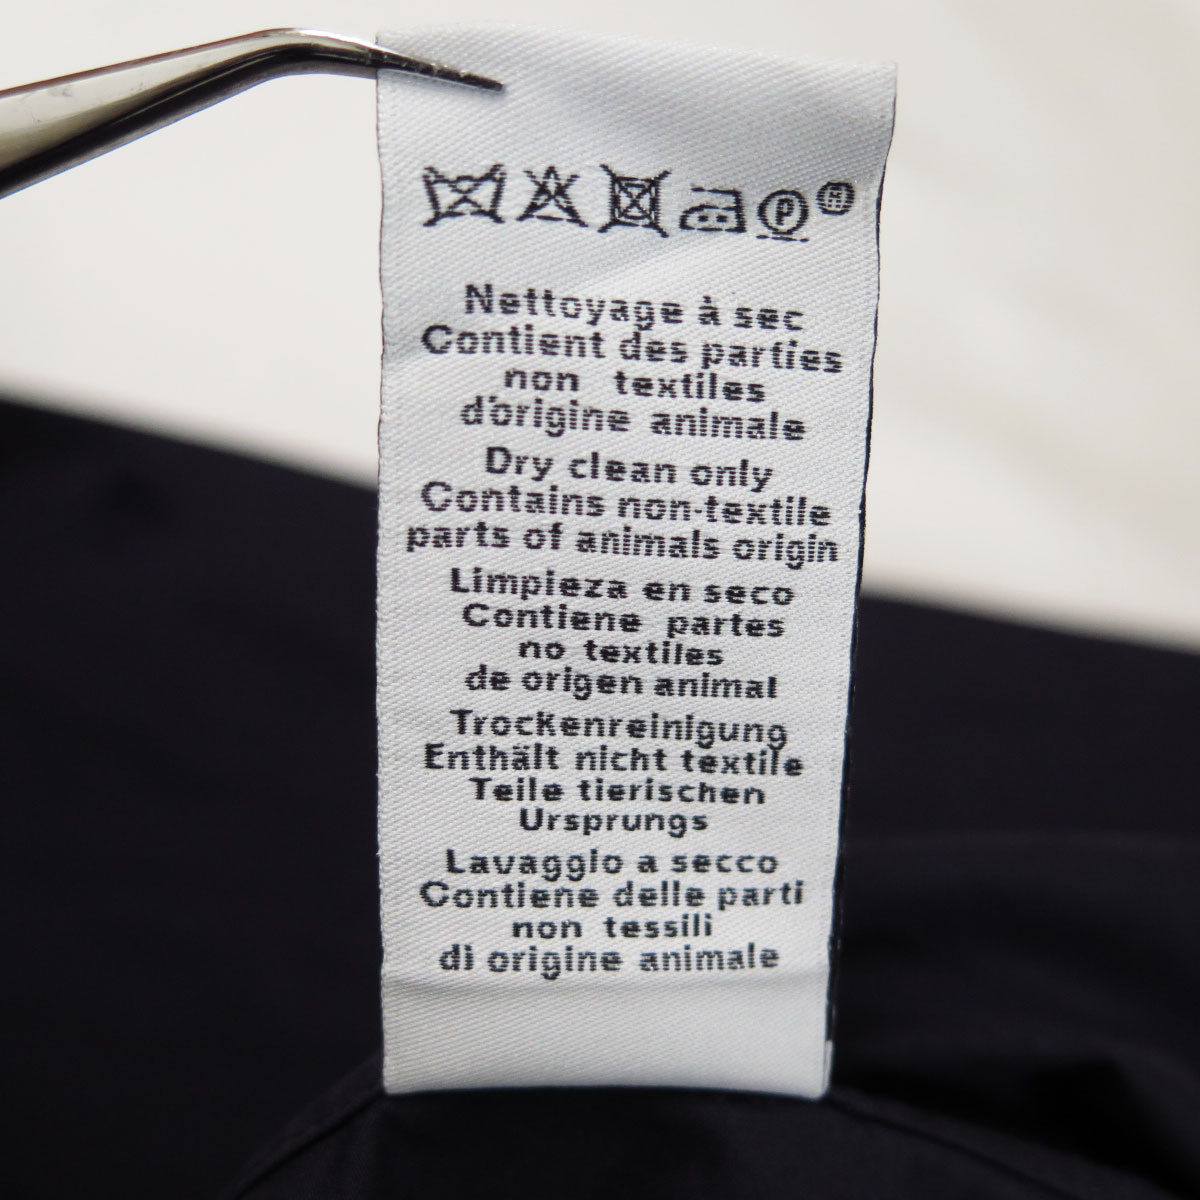 P H
Nettoyage à sec
Contient des parties
non textiles
d'origine animale
Dry clean only
Contains non-textile
parts of animals origin
Limpieza en seco
Contiene partes
no textiles
de origen animal
Trockenreinigung
Enthält nicht textile
Teile tierischen
Ursprungs
Lavaggio a secco
Contiene delle parti
non tessili
di origine animale